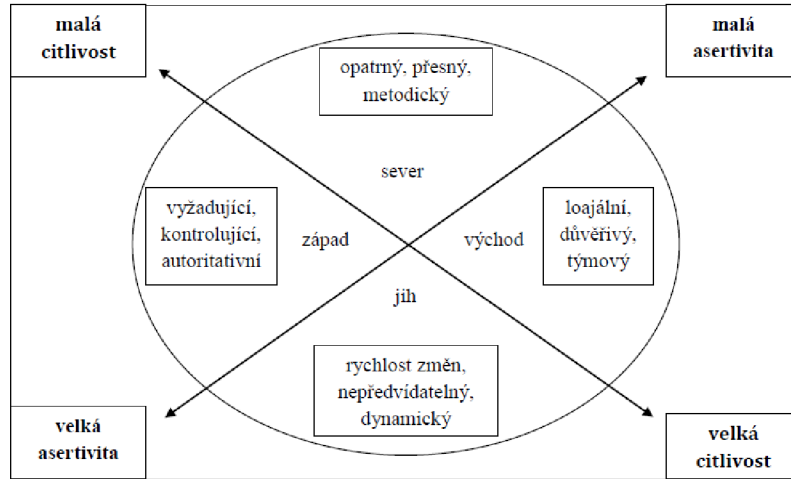 malá
citlivost
malá
asertivita
opatrný, přesný,
metodický
sever
vyžadující,
kontrolující,
autoritativní
západ
východ
loajální,
důvěřivý,
týmový
jih
rychlost změn,
nepředvídatelný,
dynamický
velká
asertivita
velká
citlivost